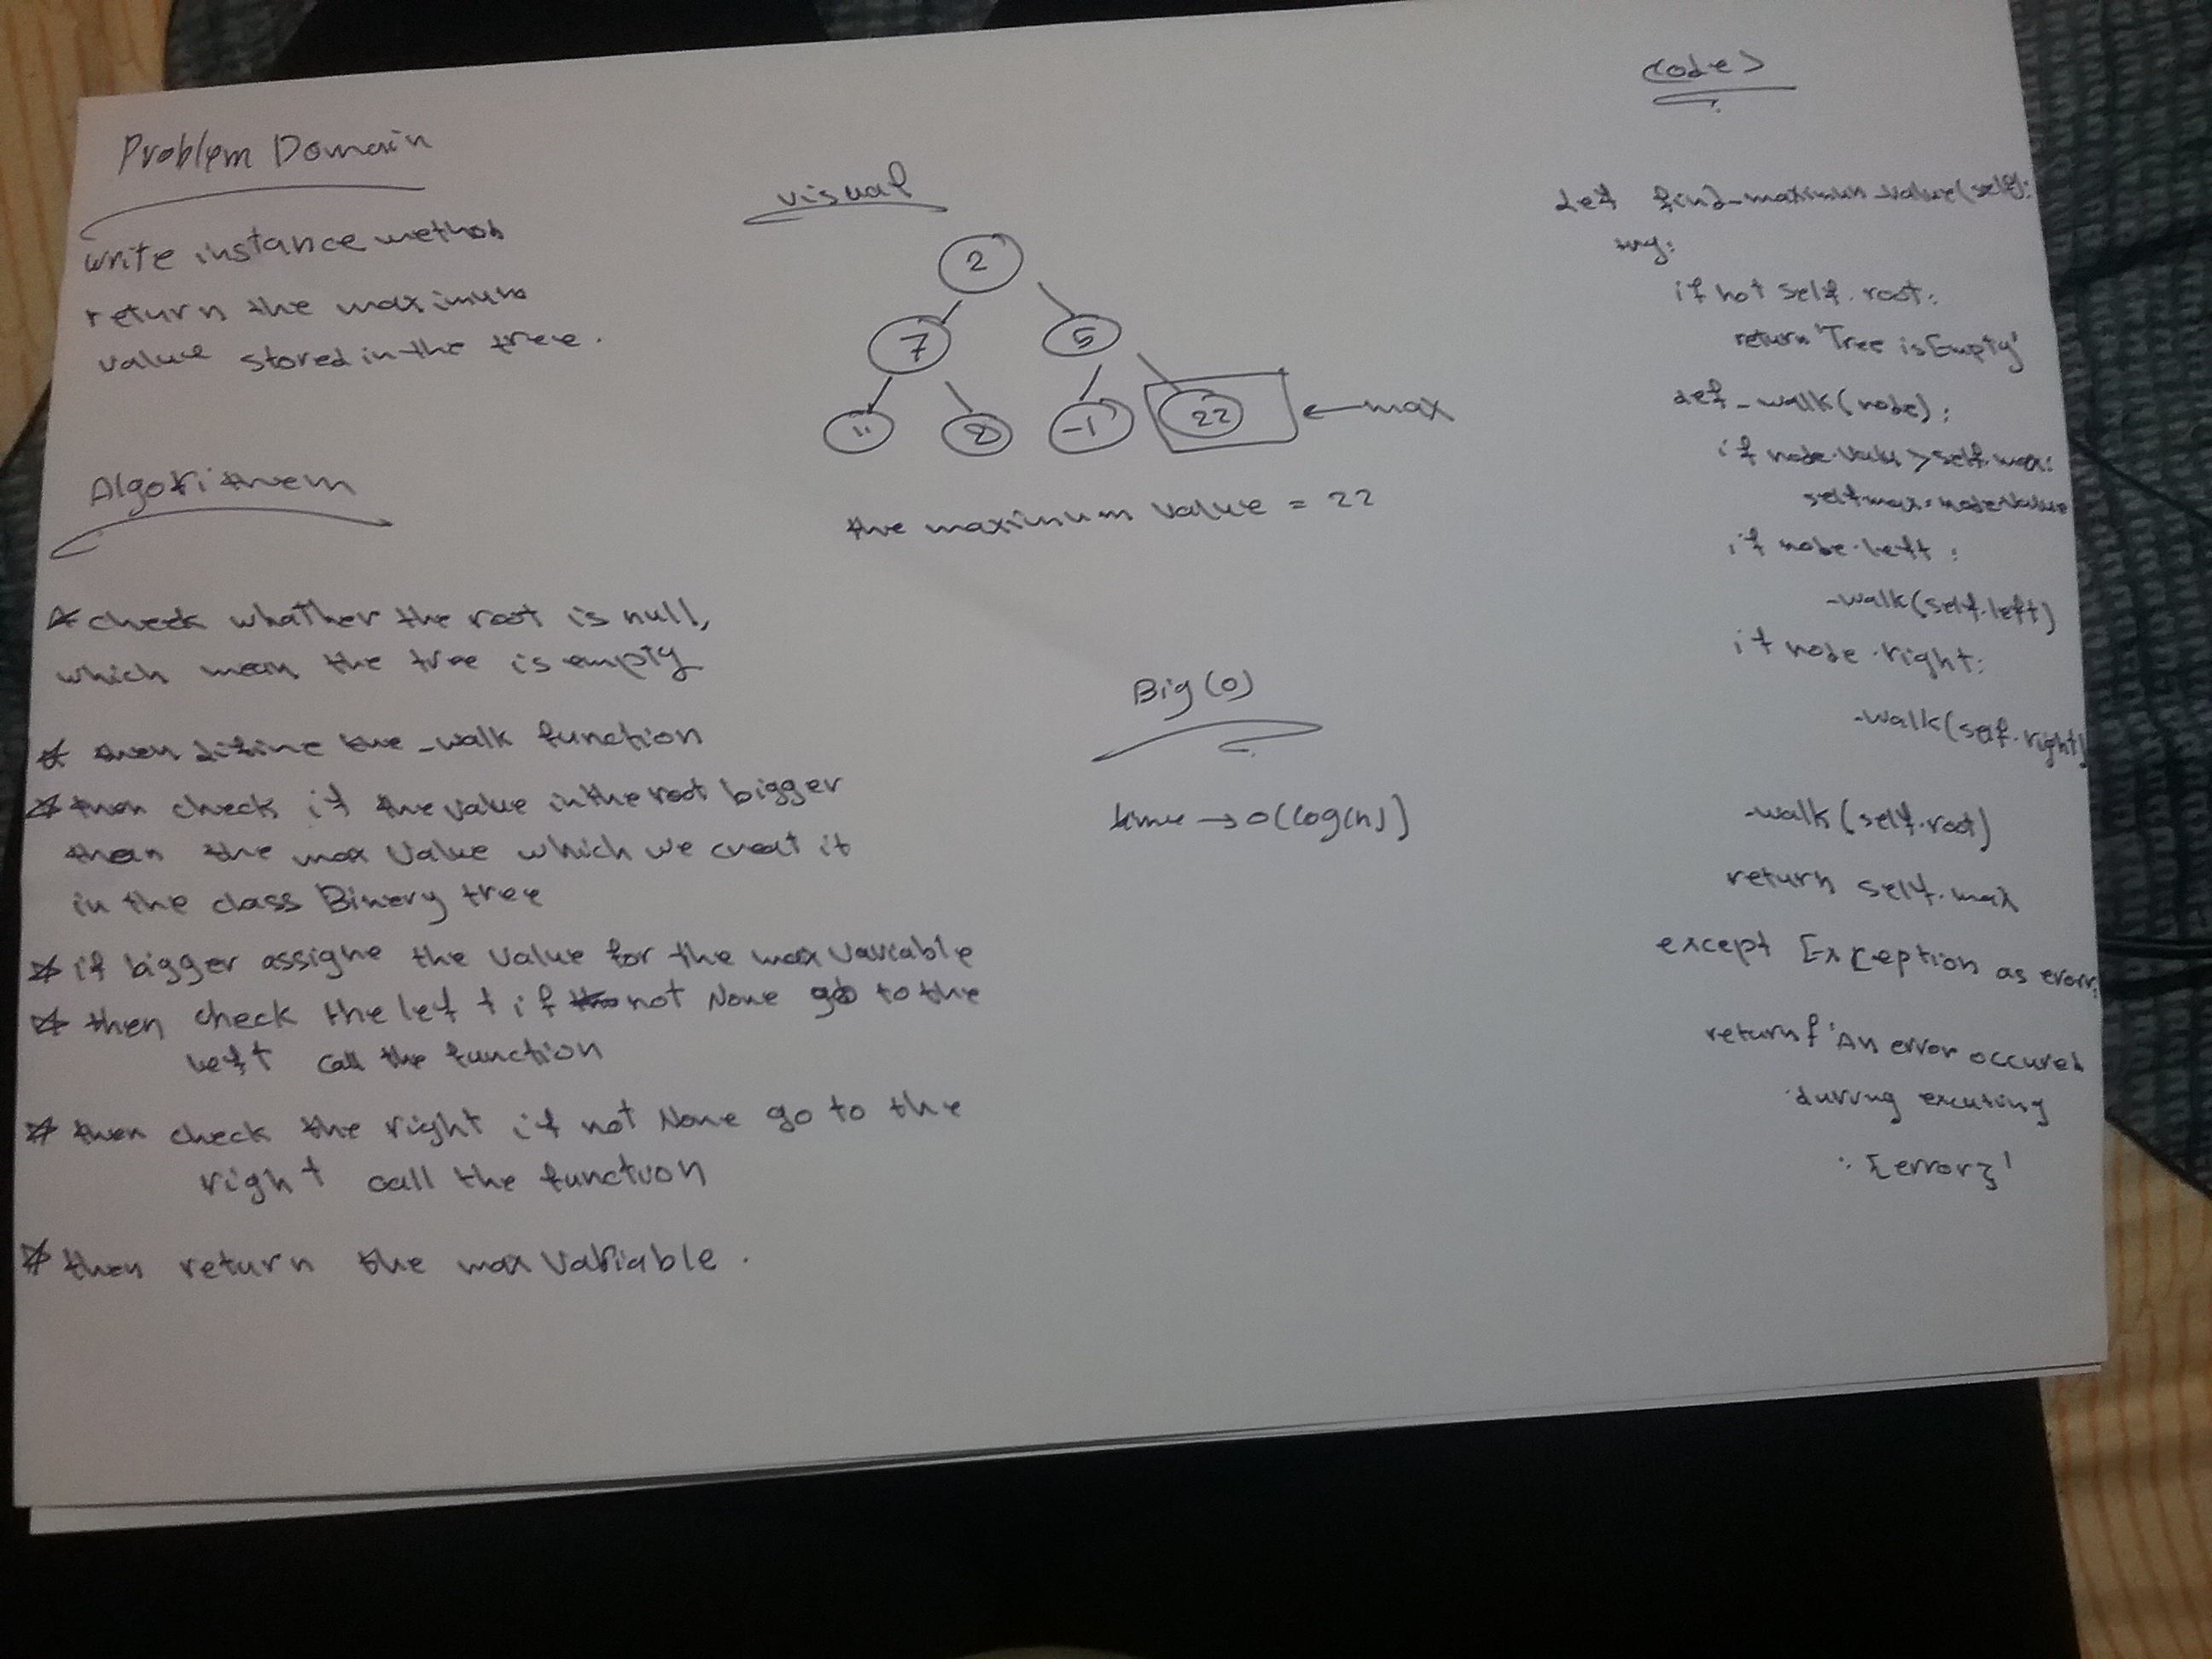 Problem Domain
write instance method
return the maximum
value stored in the tree.
Algorithem
* check whather the root is null,
which mean the tree is empty
* then difine the _walk function
* then check if the value in the root bigger
than the max value which we creat it
in the class Binary tree
* if bigger assigne the value for the max variable
* then check the left if not None go to the
left call the function
* then check the right if not None go to the
right call the function
* then return the max variable.
visual
2
7 5
11 8 -1 22 ← max
the maximum value = 22
Big(O)
time → O(log(n))
<code>
def find_maximum_value(self):
try:
if not self.root:
return 'Tree is Empty'
def _walk(node):
if node.value > self.max:
self.max = node.value
if node.left:
_walk(self.left)
if node.right:
_walk(self.right)
_walk(self.root)
return self.max
except Exception as
return f 'An error occured
during
: {error}'